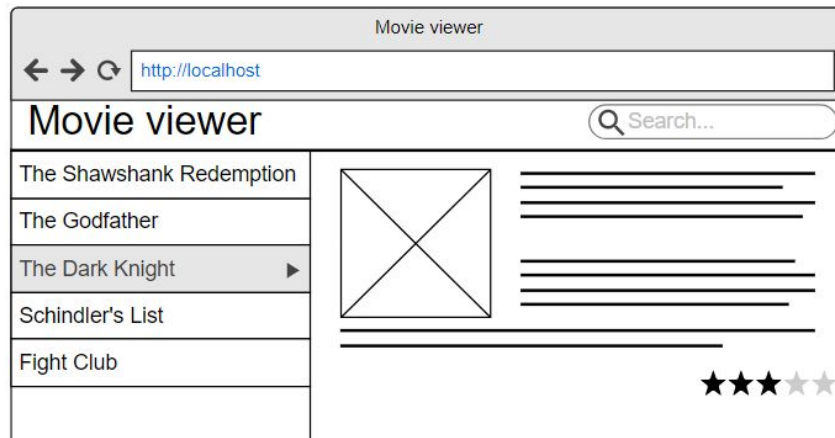 Movie viewer
http://localhost
Movie viewer
Search...
The Shawshank Redemption
The Godfather
The Dark Knight
Schindler's List
Fight Club